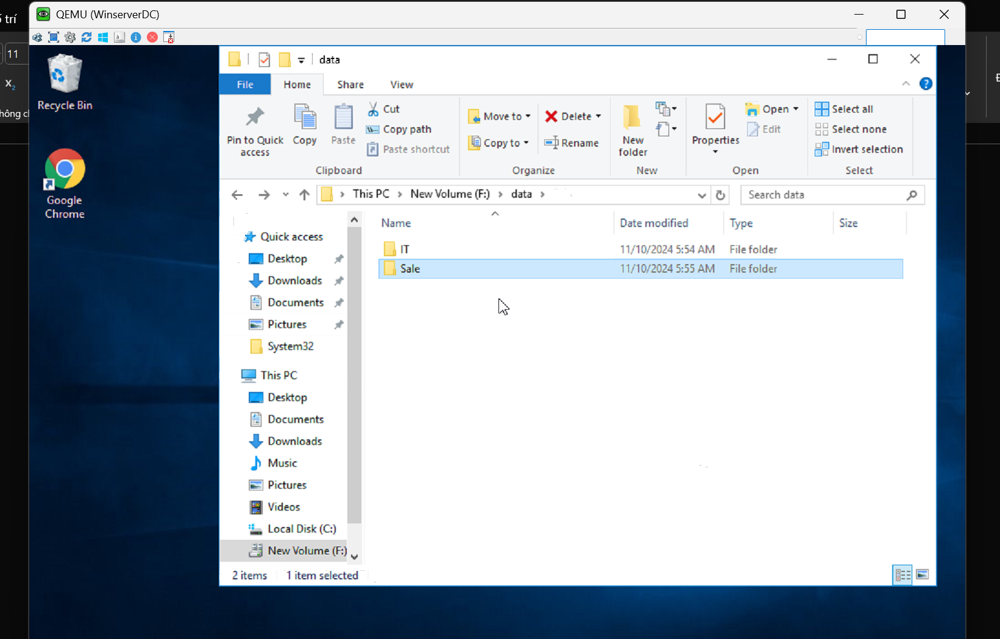 ố trí
QEMU (WinserverDC)
11
X₂
hông c
Recycle Bin
Google
Chrome
data
File Home Share View
Pin to Quick
access
Copy
Paste
Cut
Copy path
Paste shortcut
Clipboard
Move to
Copy to
Delete
Rename
Organize
New
folder
New
Properties
Open
Edit
Open
Select all
Select none
Invert selection
Select
This PC > New Volume (F:) > data >
Search data
Name Date modified Type Size
IT 11/10/2024 5:54 AM File folder
Sale 11/10/2024 5:55 AM File folder
Quick access
Desktop
Downloads
Documents
Pictures
System32
This PC
Desktop
Documents
Downloads
Music
Pictures
Videos
Local Disk (C:)
New Volume (F:)
2 items 1 item selected